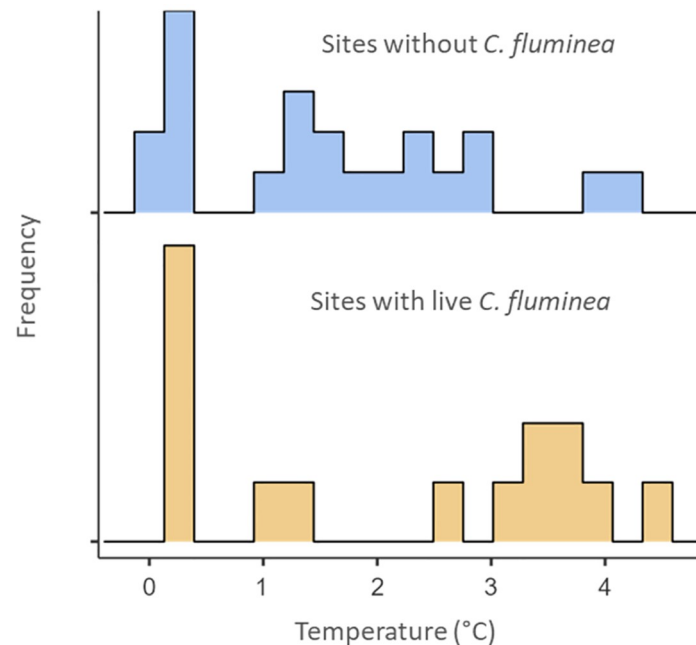 Sites without C. fluminea
Frequency
Sites with live C. fluminea
0 1 2 3 4
Temperature (°C)